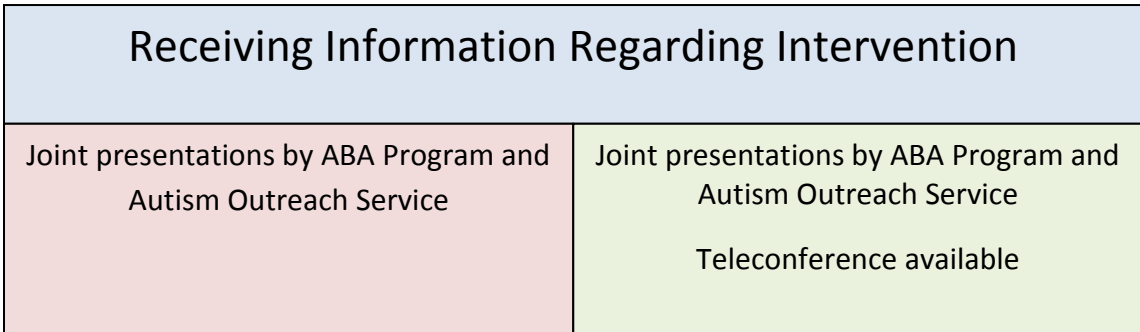 Receiving Information Regarding Intervention
Joint presentations by ABA Program and
Autism Outreach Service
Joint presentations by ABA Program and
Autism Outreach Service
Teleconference available